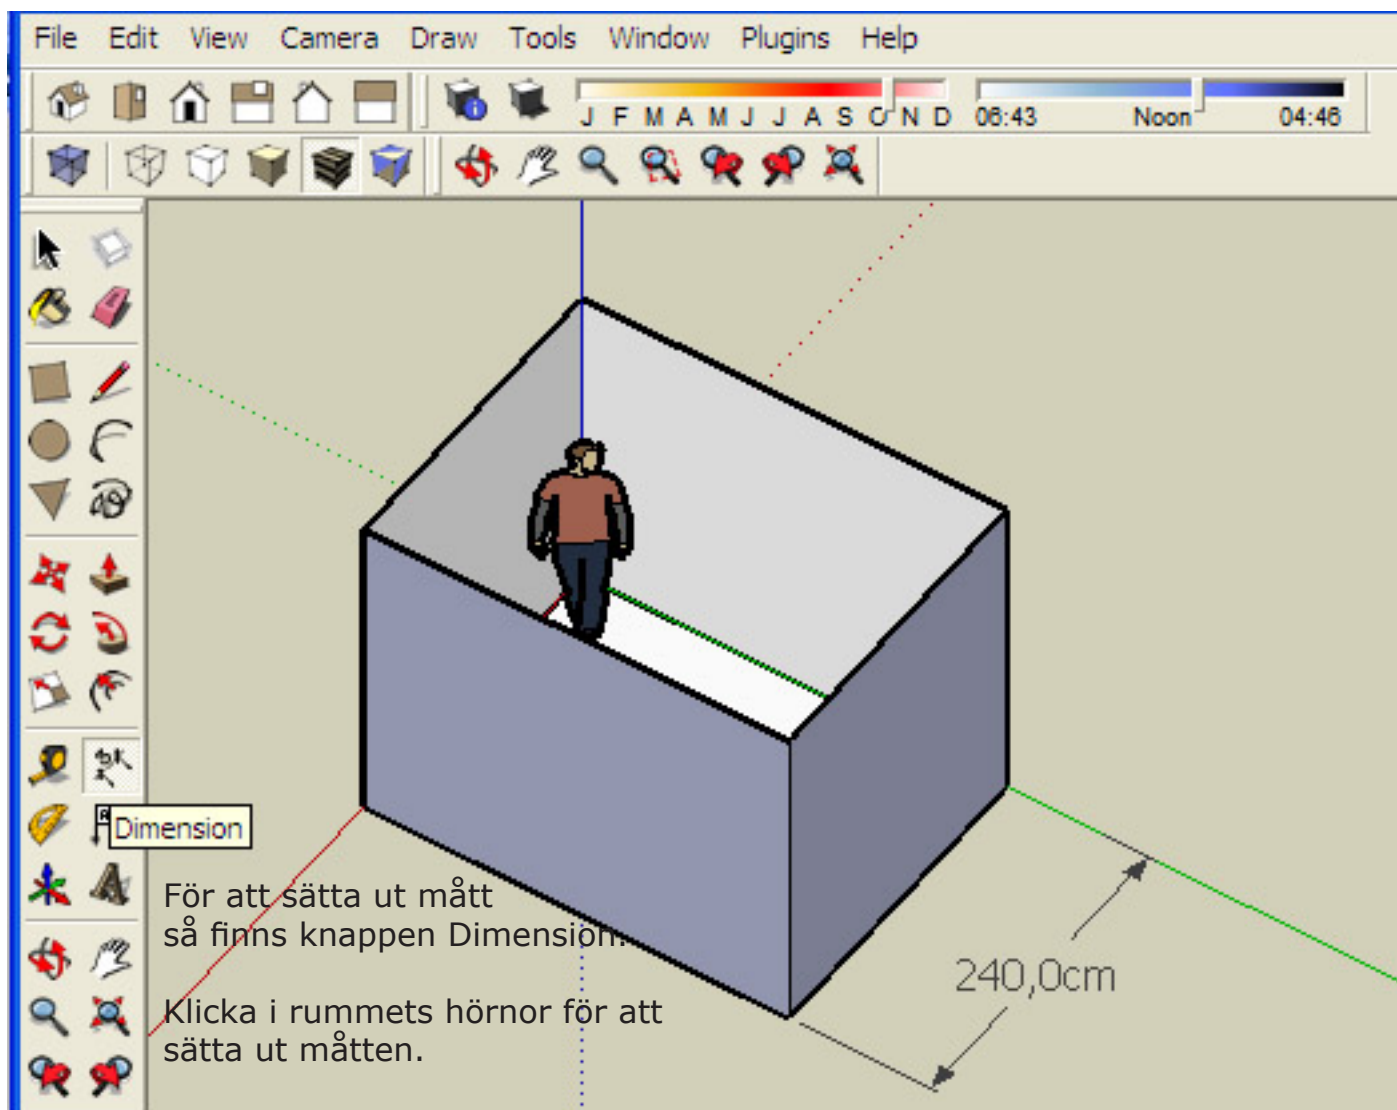 File Edit View Camera Draw Tools Window Plugins Help
J F M A M J J A S O N D 06:43 Noon 04:46
Dimension
För att sätta ut mått
så finns knappen Dimension.
240,0cm
Klicka i rummets hörnor för att
sätta ut måtten.